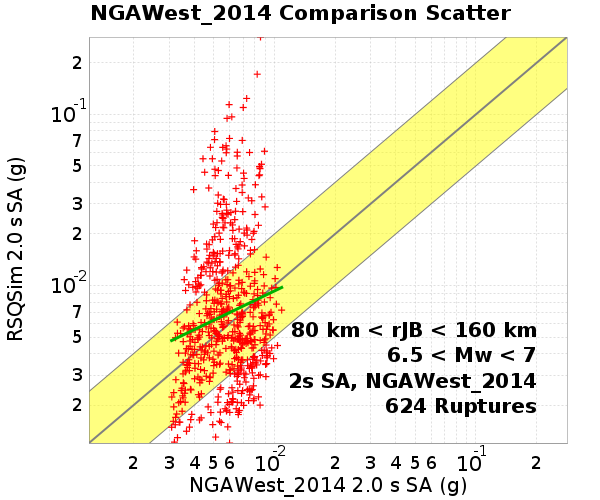 NGAWest_2014 Comparison Scatter
2
10-1
7
5
3
2
10-2
7
5
3
2
RSQSim 2.0 s SA (g)
80 km < rJB < 160 km
6.5 < Mw < 7
2s SA, NGAWest_2014
624 Ruptures
2 3 4 5 6 10-2 2 3 4 5 6 10-1 2
NGAWest_2014 2.0 s SA (g)